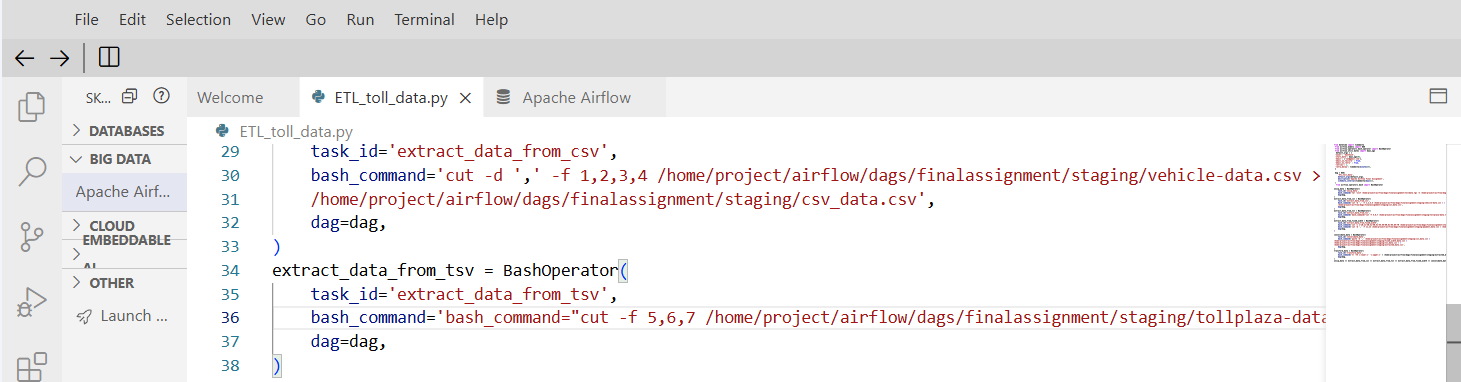 File Edit Selection View Go Run Terminal Help
SK... Welcome ETL_toll_data.py Apache Airflow
DATABASES
BIG DATA
Apache Airf...
CLOUD
EMBEDDABLE
AI
OTHER
Launch ...
ETL_toll_data.py
29 task_id='extract_data_from_csv',
30 bash_command='cut -d ',' -f 1,2,3,4 /home/project/airflow/dags/finalassignment/staging/vehicle-data.csv >
31 /home/project/airflow/dags/finalassignment/staging/csv_data.csv',
32 dag=dag,
33 )
34 extract_data_from_tsv = BashOperator(
35 task_id='extract_data_from_tsv',
36 bash_command='bash_command="cut -f 5,6,7 /home/project/airflow/dags/finalassignment/staging/tollplaza-data
37 dag=dag,
38 )